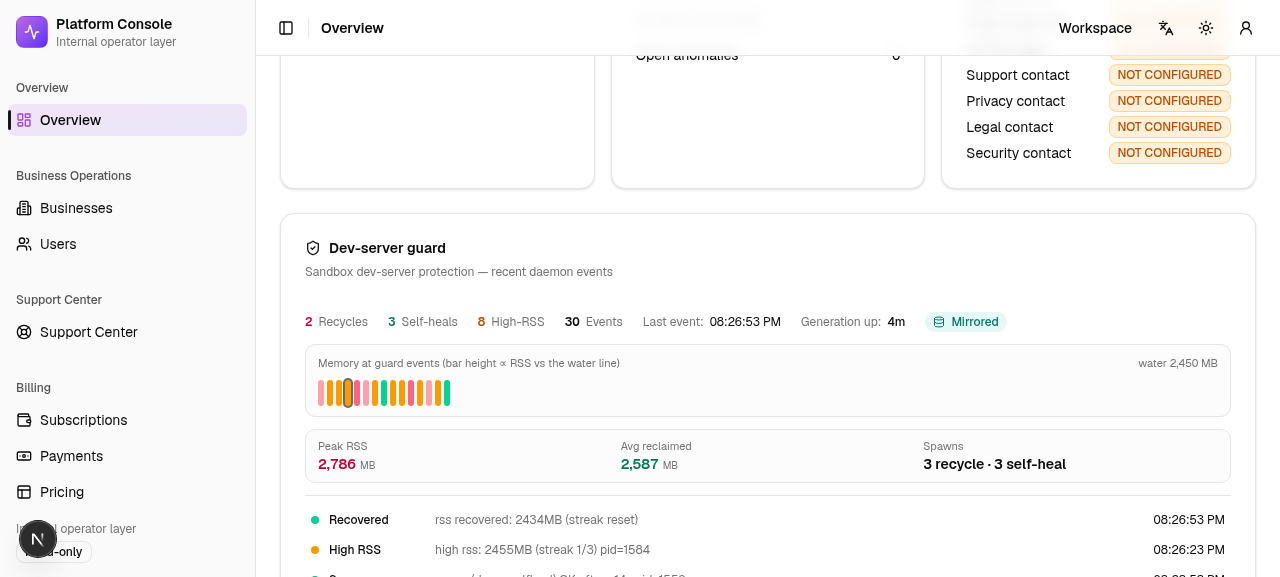 Platform Console
Internal operator layer
Overview
Overview
Business Operations
Businesses
Users
Support Center
Support Center
Billing
Subscriptions
Payments
Pricing
Overview
Workspace
Open anomalies
Support contact NOT CONFIGURED
Privacy contact NOT CONFIGURED
Legal contact NOT CONFIGURED
Security contact NOT CONFIGURED
Dev-server guard
Sandbox dev-server protection — recent daemon events
2 Recycles 3 Self-heals 8 High-RSS 30 Events Last event: 08:26:53 PM Generation up: 4m Mirrored
Memory at guard events (bar height ∝ RSS vs the water line) water 2,450 MB
Peak RSS Avg reclaimed Spawns
2,786 MB 2,587 MB 3 recycle · 3 self-heal
Recovered rss recovered: 2434MB (streak reset) 08:26:53 PM
High RSS high rss: 2455MB (streak 1/3) pid=1584 08:26:23 PM
operator layer
N